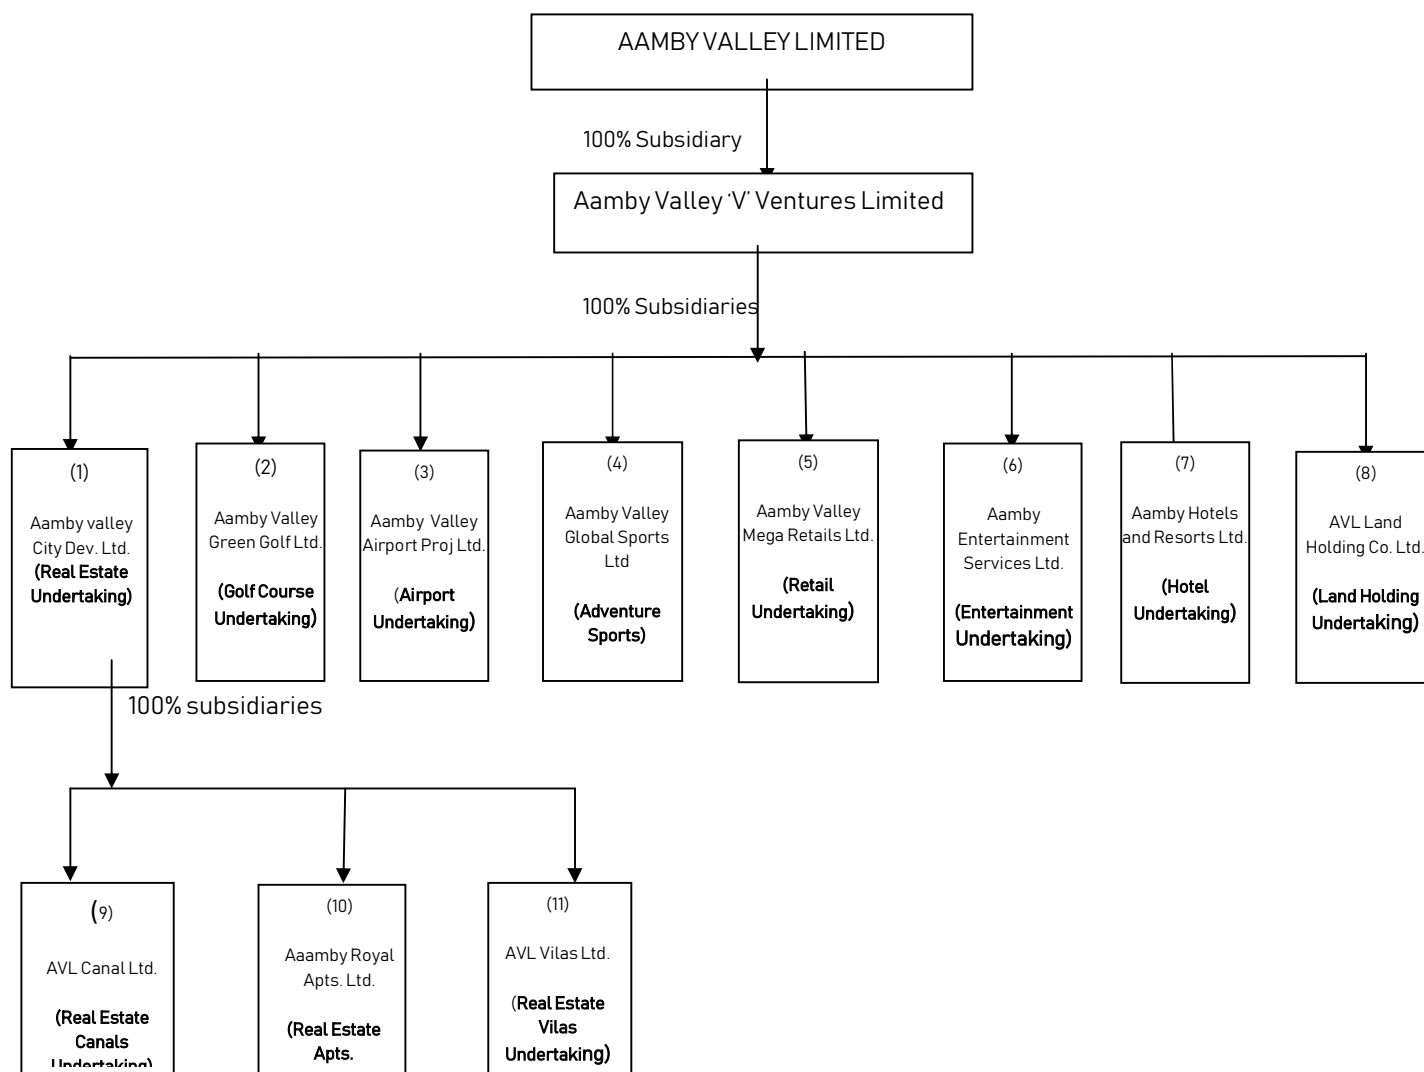 AAMBY VALLEY LIMITED
100% Subsidiary
Aamby Valley ‘V’ Ventures Limited
100% Subsidiaries
(1)
Aamby valley
City Dev. Ltd.
(Real Estate
Undertaking)
(2)
Aamby Valley
Green Golf Ltd.
(Golf Course
Undertaking)
(3)
Aamby Valley
Airport Proj Ltd.
(Airport
Undertaking)
(4)
Aamby Valley
Global Sports
Ltd
(Adventure
Sports)
(5)
Aamby Valley
Mega Retails Ltd.
(Retail
Undertaking)
(6)
Aamby
Entertainment
Services Ltd.
(Entertainment
Undertaking)
(7)
Aamby Hotels
and Resorts Ltd.
(Hotel
Undertaking)
(8)
AVL Land
Holding Co. Ltd.
(Land Holding
Undertaking)
100% subsidiaries
(9)
AVL Canal Ltd.
(Real Estate
Canals
Undertaking)
(10)
Aaamby Royal
Apts. Ltd.
(Real Estate
Apts.
(11)
AVL Vilas Ltd.
(Real Estate
Vilas
Undertaking)